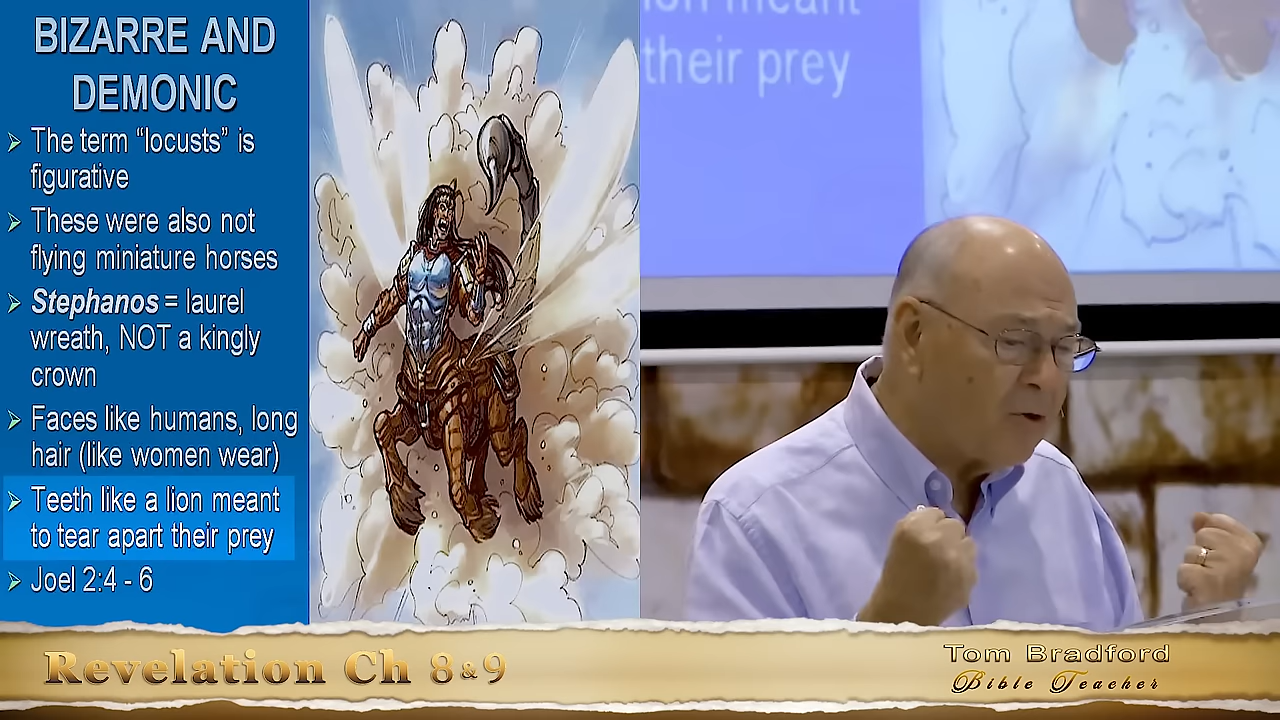 BIZARRE AND
DEMONIC
➢ The term “locusts” is
figurative
➢ These were also not
flying miniature horses
➢ Stephanos = laurel
wreath, NOT a kingly
crown
➢ Faces like humans, long
hair (like women wear)
➢ Teeth like a lion meant
to tear apart their prey
➢ Joel 2:4 - 6
ion meant
their prey
Revelation Ch 8&9
Tom Bradford
Bible Teacher